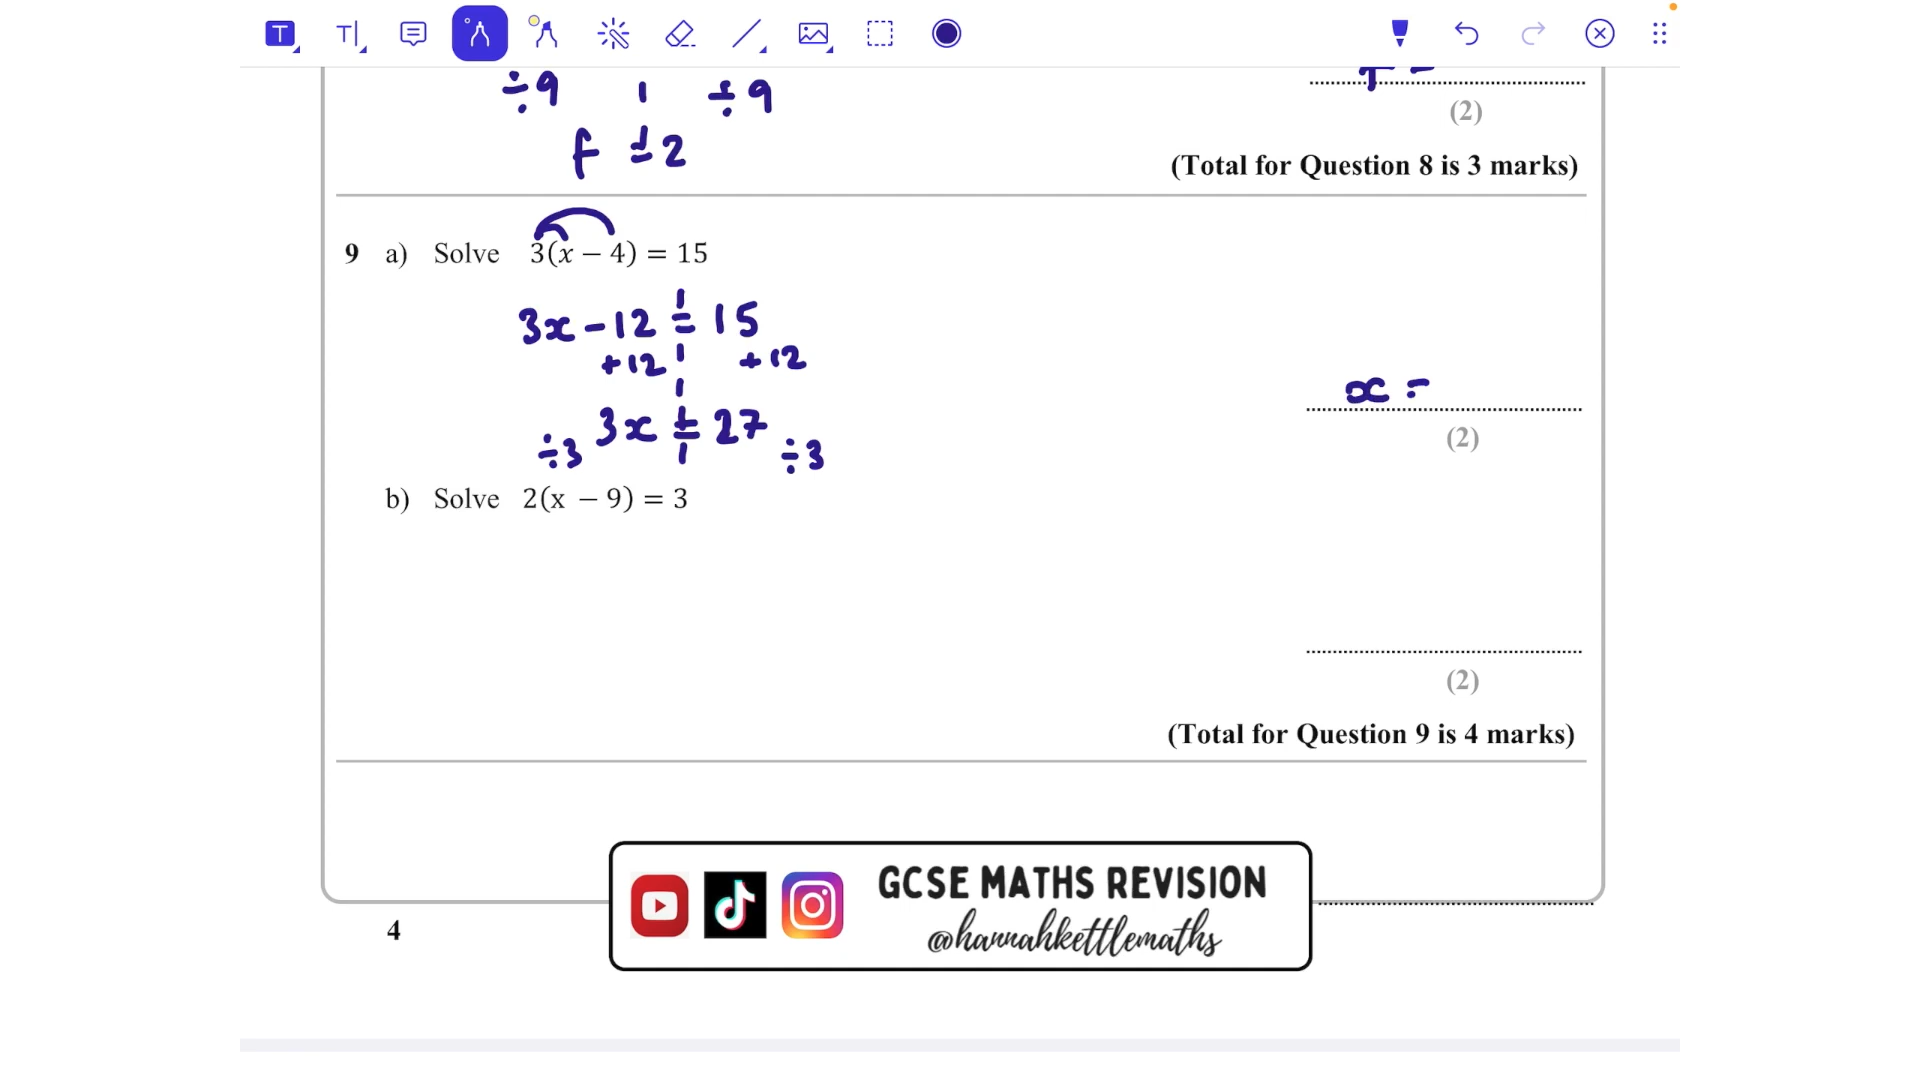 ÷9 ÷9
(2)
f = 2
(Total for Question 8 is 3 marks)
9 a) Solve 3(x − 4) = 15
3x - 12 = 15
+12 +12
x =
(2)
÷3 3x = 27 ÷3
b) Solve 2(x − 9) = 3
(2)
(Total for Question 9 is 4 marks)
GCSE MATHS REVISION
@hannahkettlemaths
4